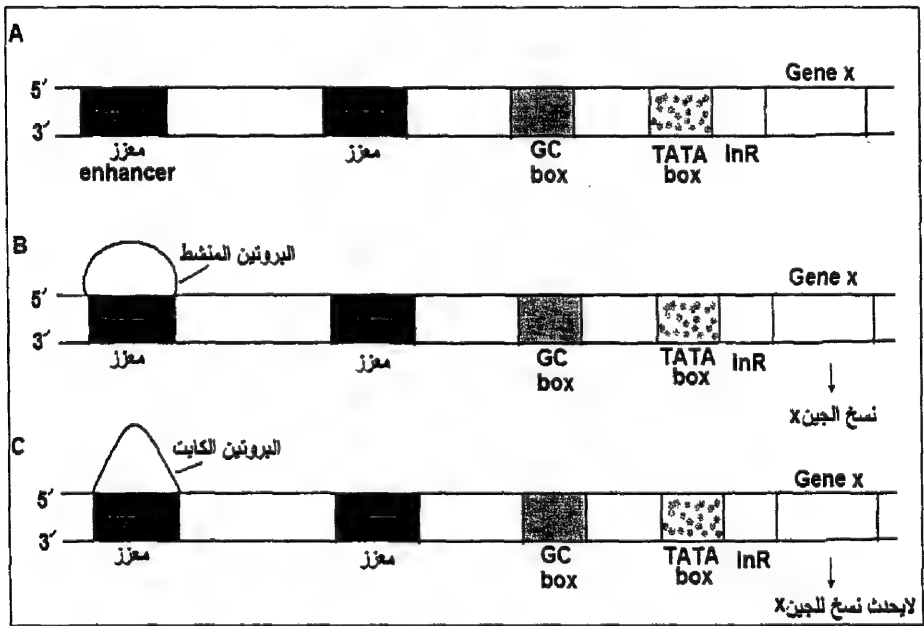 A
Gene x
5′
3′
معزز
enhancer
معزز
GC
box
TATA
box
InR
B
البروتين المنشط
Gene x
5′
3′
معزز
معزز
GC
box
TATA
box
InR
نسخ الجينx
C
البروتين الكابت
Gene x
5′
3′
معزز
معزز
GC
box
TATA
box
InR
لايحدث نسخ للجينx